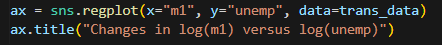 ax = sns.regplot(x="m1", y="unemp", data=trans_data)
ax.title("Changes in log(m1) versus log(unemp)")